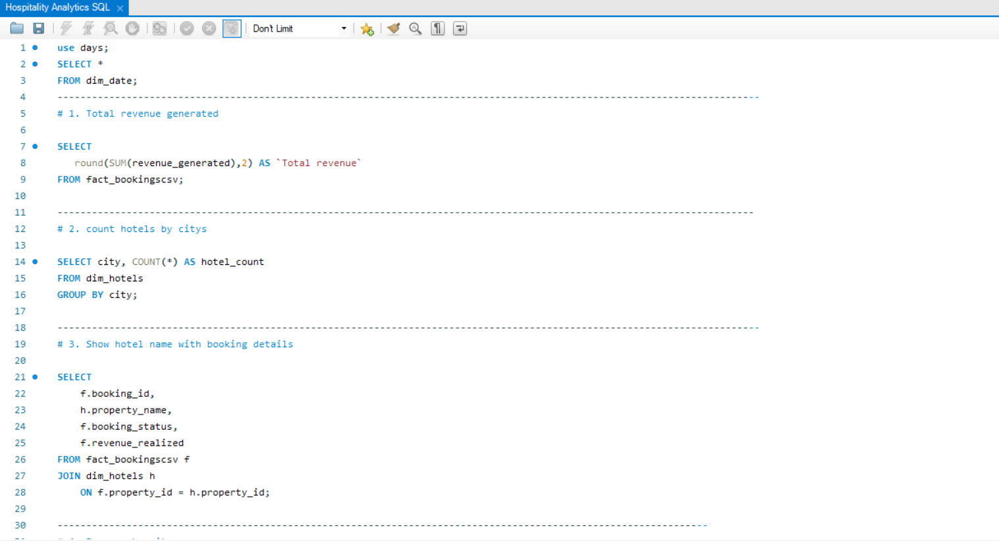 Hospitality Analytics SQL
Don't Limit
1 use days;
2 SELECT *
3 FROM dim_date;
4 --------------------------------------------------------------------------------------------------------------------------
5 # 1. Total revenue generated
6
7 SELECT
8 round(SUM(revenue_generated),2) AS `Total revenue`
9 FROM fact_bookingscsv;
10
11 -------------------------------------------------------------------------------------------------------------------------
12 # 2. count hotels by citys
13
14 SELECT city, COUNT(*) AS hotel_count
15 FROM dim_hotels
16 GROUP BY city;
17
18 --------------------------------------------------------------------------------------------------------------------------
19 # 3. Show hotel name with booking details
20
21 SELECT
22 f.booking_id,
23 h.property_name,
24 f.booking_status,
25 f.revenue_realized
26 FROM fact_bookingscsv f
27 JOIN dim_hotels h
28 ON f.property_id = h.property_id;
29
30 -----------------------------------------------------------------------------------------------------------------